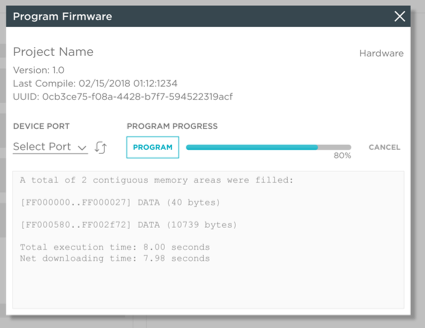 Program Firmware
Project Name
Hardware
Version: 1.0
Last Compile: 02/15/2018 01:12:1234
UUID: 0cb3ce75-f08a-4428-b7f7-594522319acf
DEVICE PORT
PROGRAM PROGRESS
Select Port
PROGRAM
80%
CANCEL
A total of 2 contiguous memory areas were filled:
[FF000000..FF000027] DATA (40 bytes)
[FF000580..FF002f72] DATA (10739 bytes)
Total execution time: 8.00 seconds
Net downloading time: 7.98 seconds